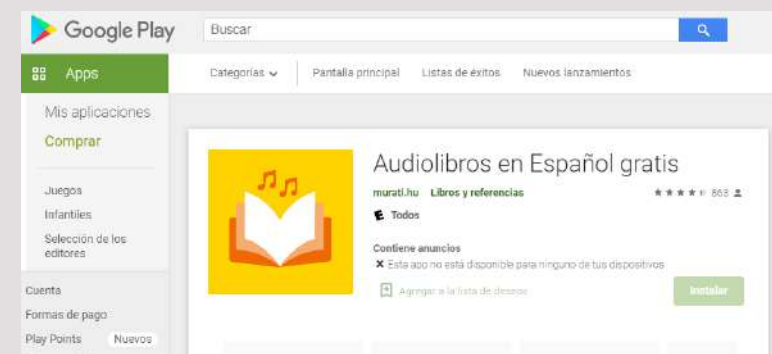 Google Play
Buscar
Apps
Categorías
Pantalla principal
Listas de éxitos
Nuevos lanzamientos
Mis aplicaciones
Comprar
Juegos
Infantiles
Selección de los
editores
Cuenta
Formas de pago
Play Points Nuevos
Audiolibros en Español gratis
murati.hu Libros y referencias 863
E Todos
Contiene anuncios
Esta app no está disponible para ninguno de tus dispositivos
Agregar a la lista de deseos
Instalar